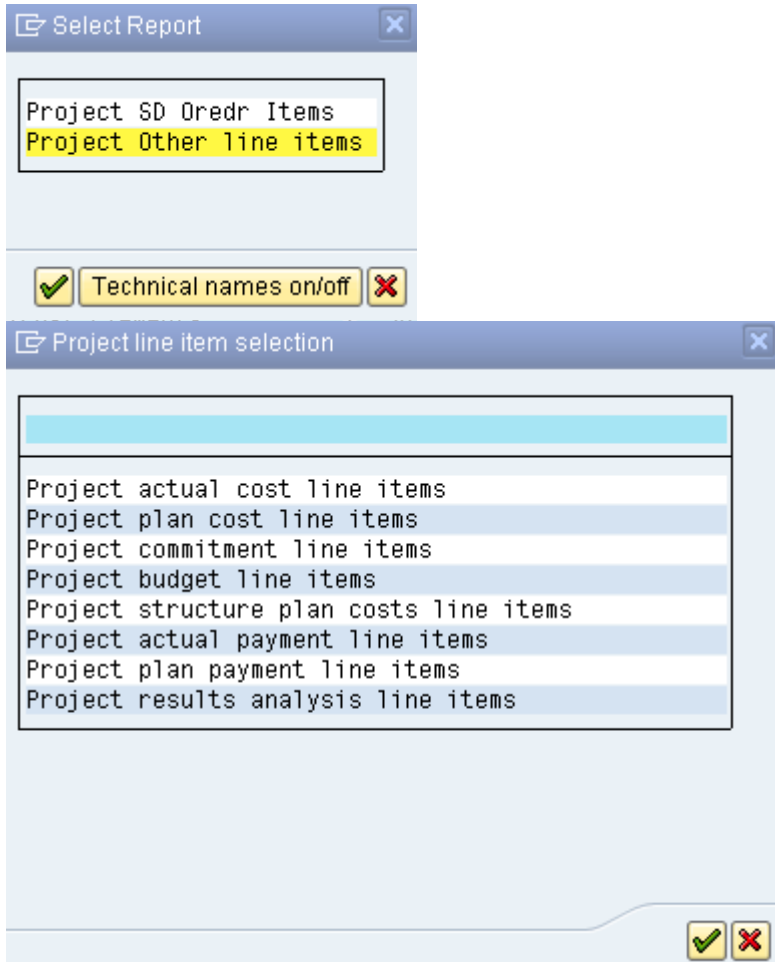 Select Report
Project SD Oredr Items
Project Other line items
Technical names on/off
Project line item selection
Project actual cost line items
Project plan cost line items
Project commitment line items
Project budget line items
Project structure plan costs line items
Project actual payment line items
Project plan payment line items
Project results analysis line items